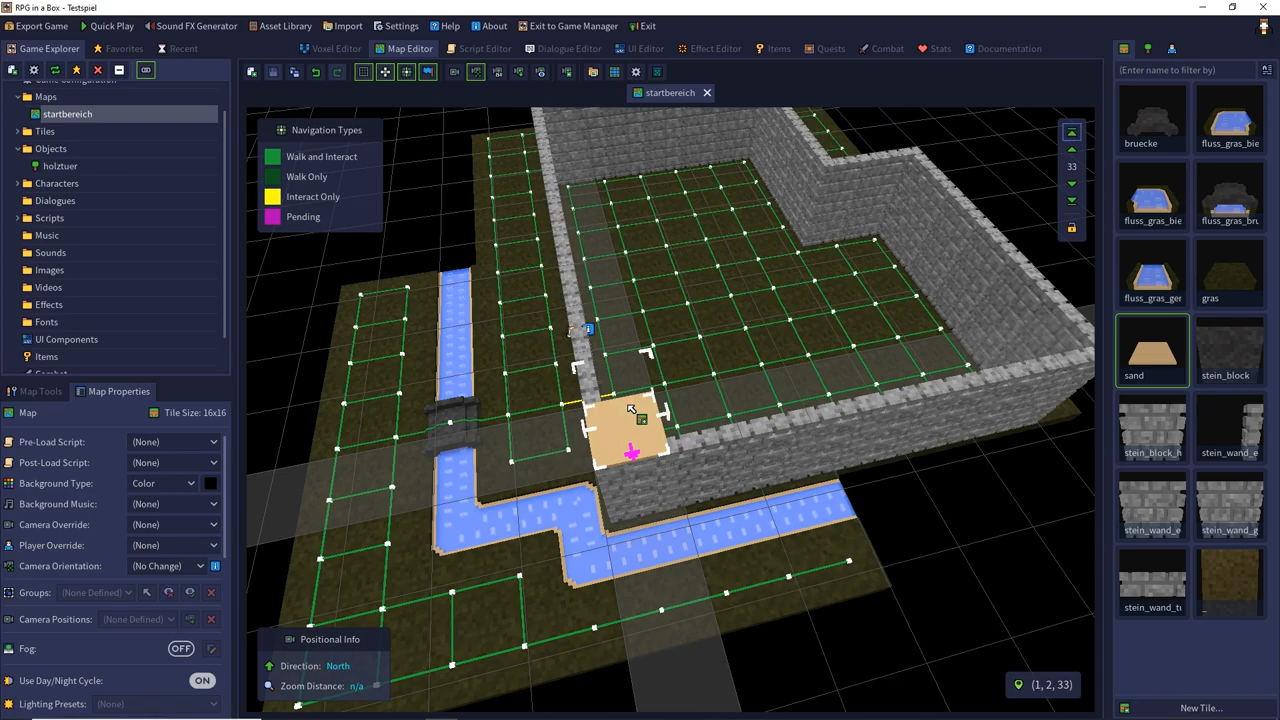 RPG in a Box - Testspiel
Export Game
Quick Play
Sound FX Generator
Asset Library
Import
Settings
Help
About
Exit to Game Manager
Exit
Game Explorer
Favorites
Recent
Voxel Editor
Map Editor
Script Editor
Dialogue Editor
UI Editor
Effect Editor
Items
Quests
Combat
Stats
Documentation
startbereich
(Enter name to filter by)
Maps
startbereich
Tiles
Objects
holztuer
Characters
Dialogues
Scripts
Music
Sounds
Images
Videos
Effects
Fonts
UI Components
Items
Navigation Types
Walk and Interact
Walk Only
Interact Only
Pending
33
bruecke
fluss_gras_bie
fluss_gras_bie
fluss_gras_bru
fluss_gras_ger
gras
sand
stein_block
stein_block_h
stein_wand_e
stein_wand_e
stein_wand_g
stein_wand_tu
_
New Tile...
Map Tools
Map Properties
Map
Tile Size: 16x16
Pre-Load Script:
(None)
Post-Load Script:
(None)
Background Type:
Color
Background Music:
(None)
Camera Override:
(None)
Player Override:
(None)
Camera Orientation:
(No Change)
Groups:
(None Defined)
Camera Positions:
(None Defined)
Fog:
OFF
Use Day/Night Cycle:
ON
Lighting Presets:
(None)
Positional Info
Direction: North
Zoom Distance: n/a
(1, 2, 33)